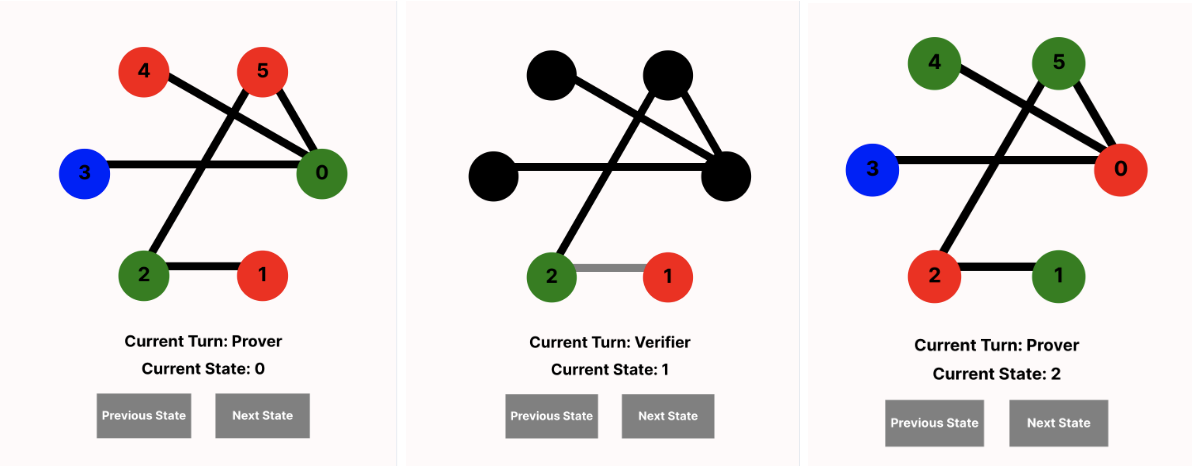 4 5
3 0
2 1
Current Turn: Prover
Current State: 0
Previous State Next State
2 1
Current Turn: Verifier
Current State: 1
Previous State Next State
4 5
3 0
2 1
Current Turn: Prover
Current State: 2
Previous State Next State